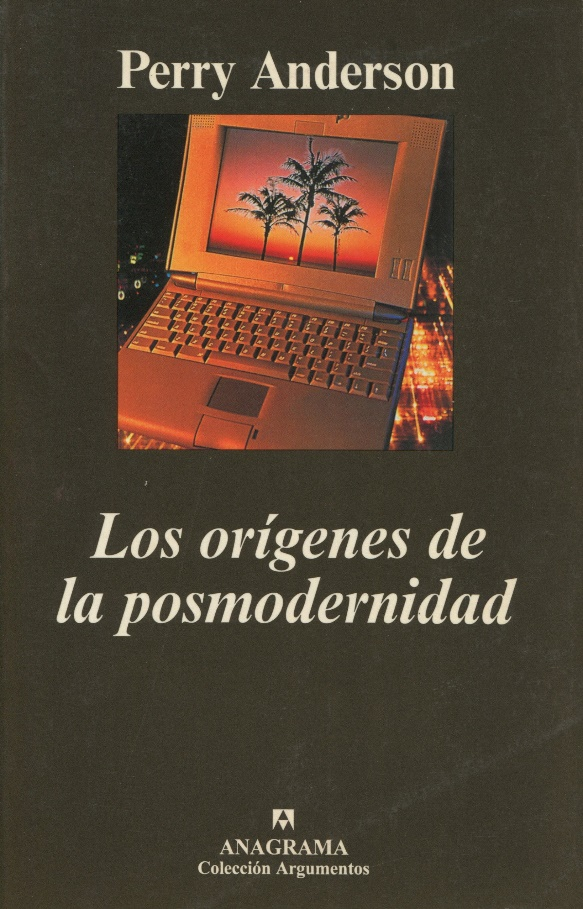 Perry Anderson
Los orígenes de
la posmodernidad
ANAGRAMA
Colección Argumentos